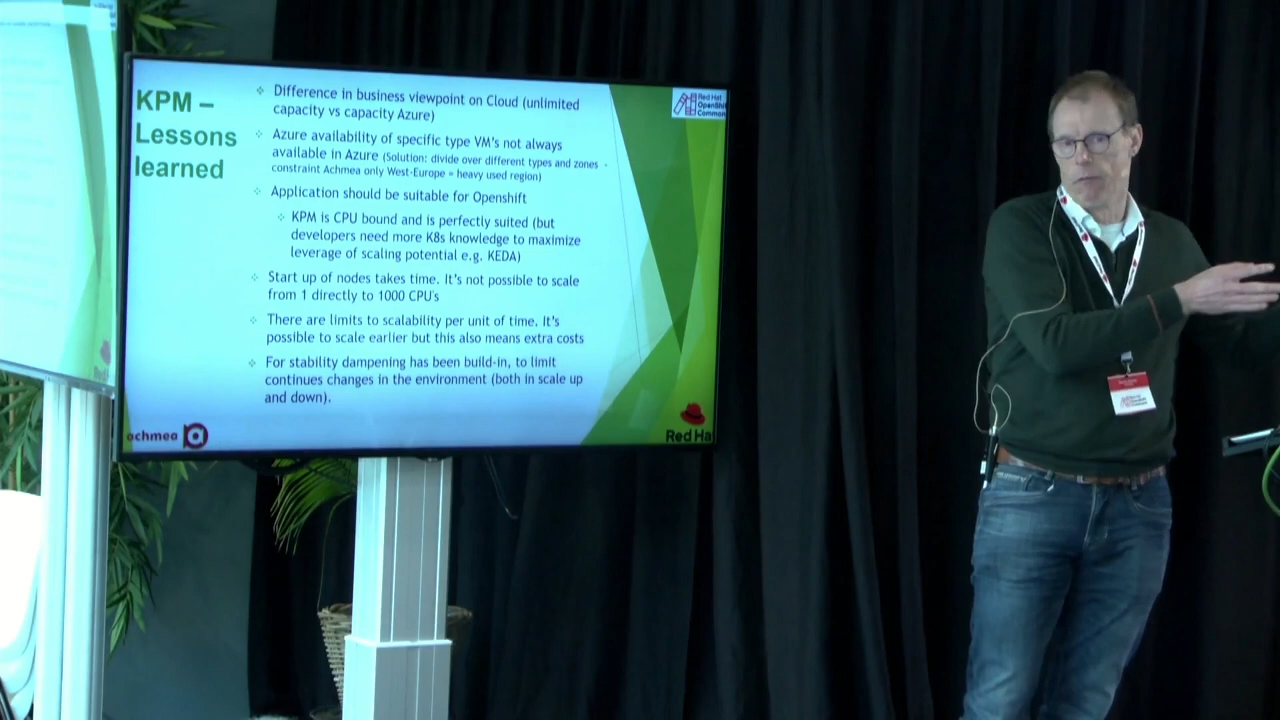 KPM –
Lessons
learned
Difference in business viewpoint on Cloud (unlimited
capacity vs capacity Azure)
Azure availability of specific type VM's not always
available in Azure (Solution: divide over different types and zones -
constraint Achmea only West-Europe = heavy used region)
Application should be suitable for Openshift
KPM is CPU bound and is perfectly suited (but
developers need more K8s knowledge to maximize
leverage of scaling potential e.g. KEDA)
Start up of nodes takes time. It's not possible to scale
from 1 directly to 1000 CPU's
There are limits to scalability per unit of time. It's
possible to scale earlier but this also means extra costs
For stability dampening has been build-in, to limit
continues changes in the environment (both in scale up
and down).
Red Hat
OpenShift
Common
achmea
Red Ha